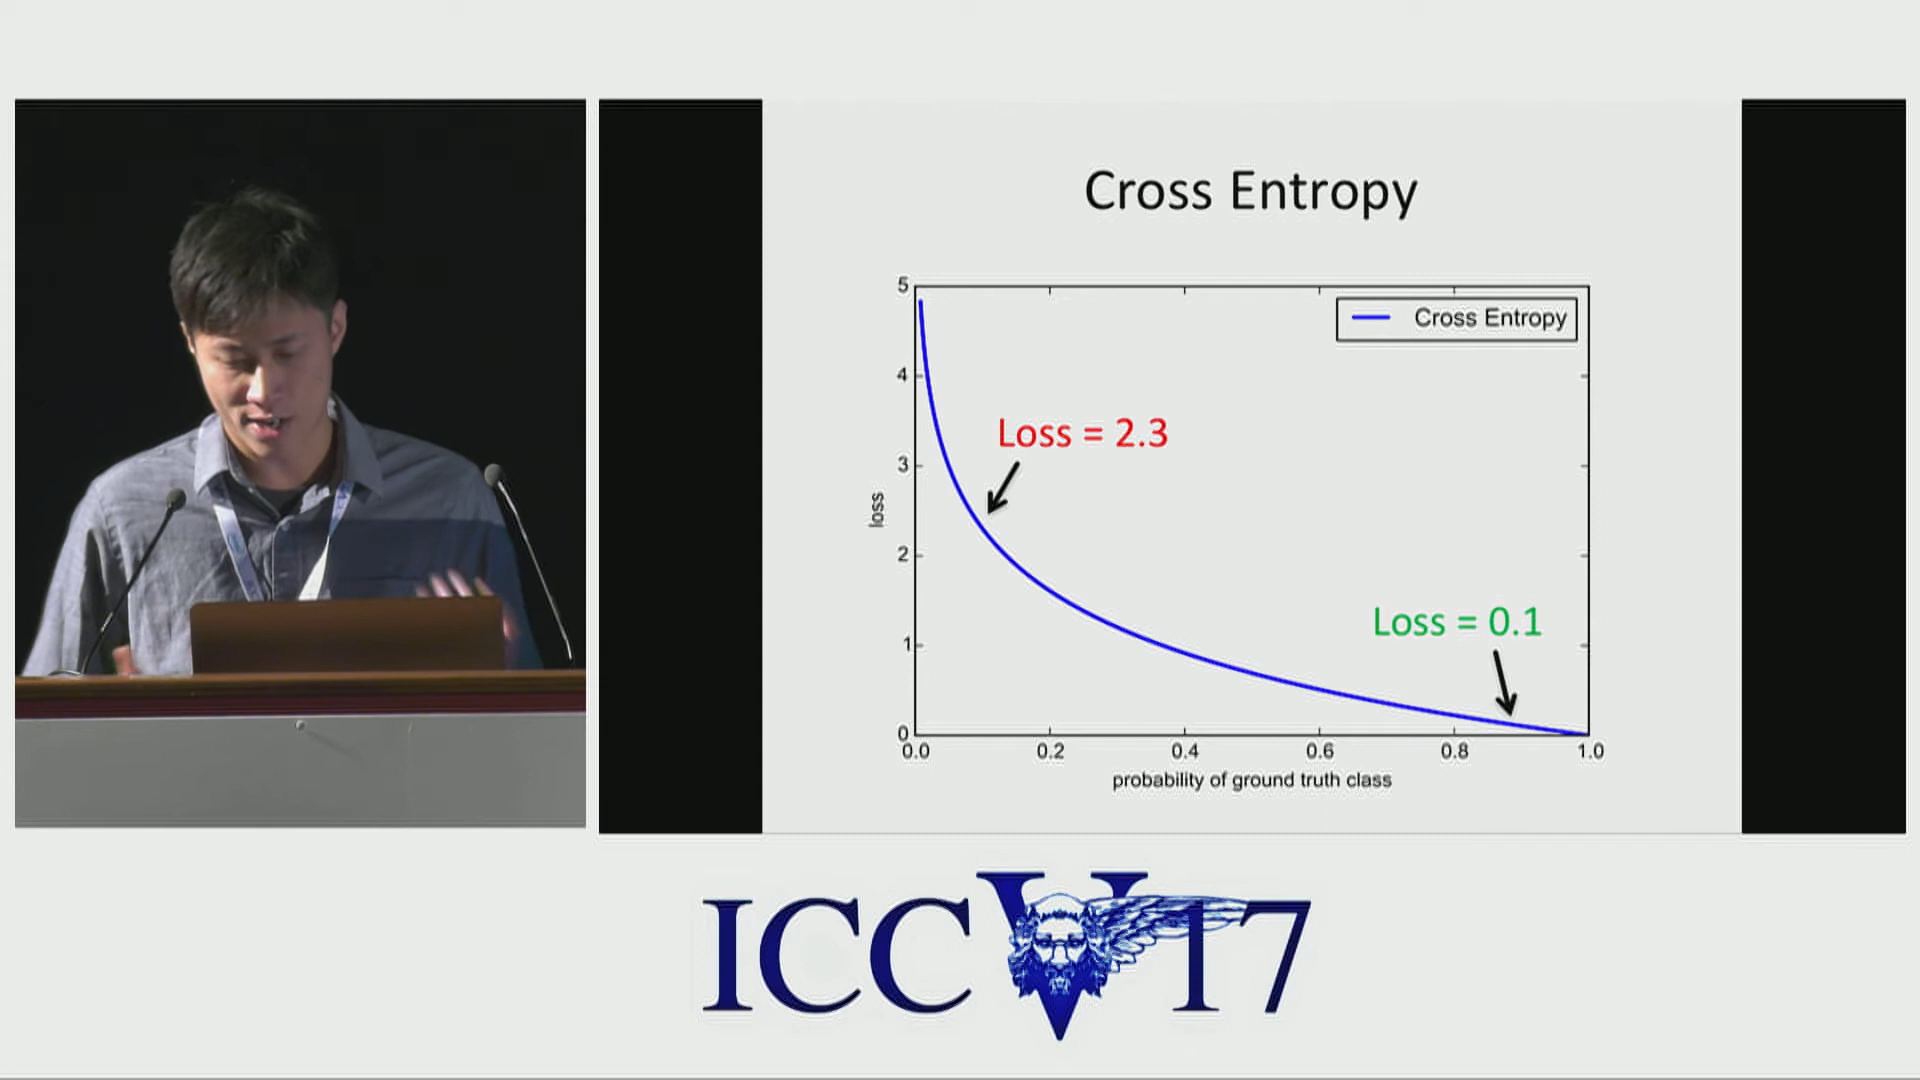 Cross Entropy
5
4
3
2
1
0
loss
Cross Entropy
Loss = 2.3
Loss = 0.1
0.0 0.2 0.4 0.6 0.8 1.0
probability of ground truth class
ICCV17